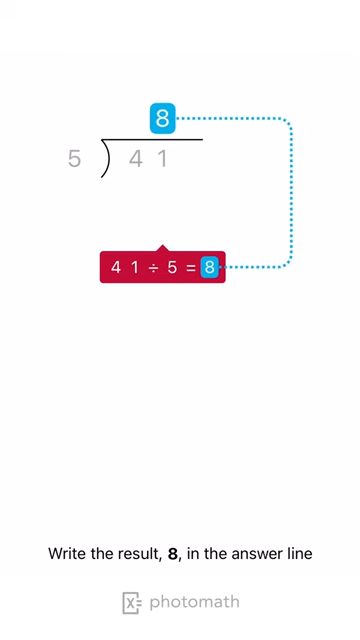 8
5 ) 4 1
4 1 ÷ 5 = 8
Write the result, 8, in the answer line
photomath